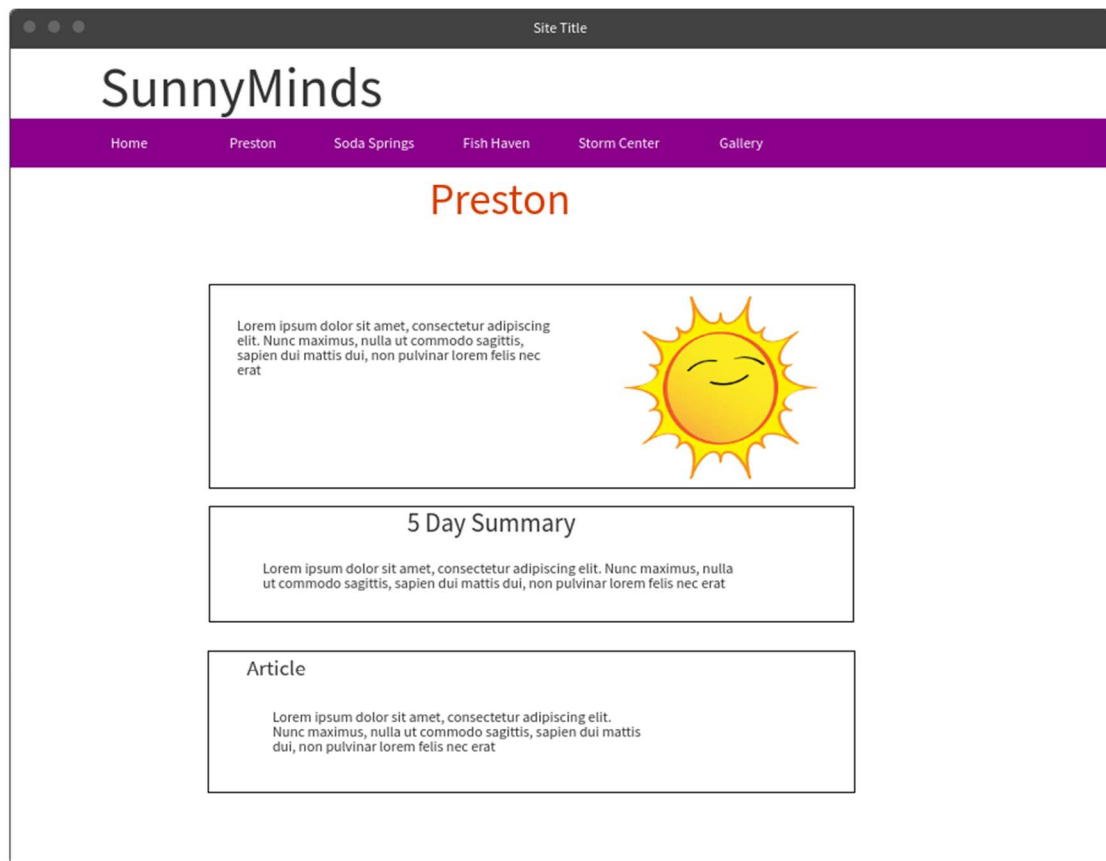 Site Title
SunnyMinds
Home Preston Soda Springs Fish Haven Storm Center Gallery
Preston
Lorem ipsum dolor sit amet, consectetur adipiscing
elit. Nunc maximus, nulla ut commodo sagittis,
sapien dui mattis dui, non pulvinar lorem felis nec
erat
5 Day Summary
Lorem ipsum dolor sit amet, consectetur adipiscing elit. Nunc maximus, nulla
ut commodo sagittis, sapien dui mattis dui, non pulvinar lorem felis nec erat
Article
Lorem ipsum dolor sit amet, consectetur adipiscing elit.
Nunc maximus, nulla ut commodo sagittis, sapien dui mattis
dui, non pulvinar lorem felis nec erat